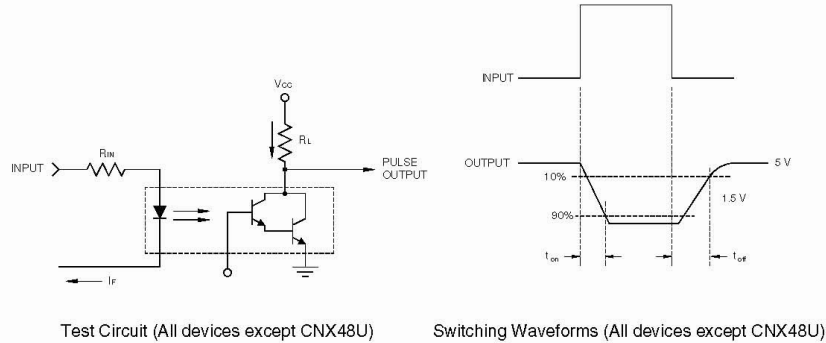 VCC
RL
INPUT
RIN
PULSE
OUTPUT
IF
Test Circuit (All devices except CNX48U)
INPUT
OUTPUT
5 V
10%
1.5 V
90%
ton
toff
Switching Waveforms (All devices except CNX48U)